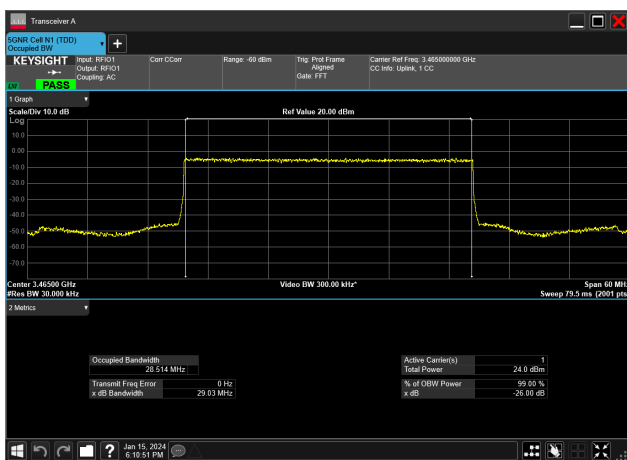 Transceiver A
5GNR Cell N1 (TDD)
Occupied BW
KEYSIGHT
LXI
PASS
Input: RFIO1
Output: RFIO1
Coupling: AC
Corr CCorr
Range: -60 dBm
Trig: Prot Frame
Aligned
Gate: FFT
Carrier Ref Freq: 3.465000000 GHz
CC Info: Uplink, 1 CC
1 Graph
Scale/Div 10.0 dB
Ref Value 20.00 dBm
Log
10.0
0.00
-10.0
-20.0
-30.0
-40.0
-50.0
-60.0
-70.0
Center 3.46500 GHz
Video BW 300.00 kHz*
Span 60 MH
#Res BW 30.000 kHz
Sweep 79.5 ms (2001 pts
2 Metrics
Occupied Bandwidth
28.514 MHz
Active Carrier(s) 1
Total Power 24.0 dBm
Transmit Freq Error 0 Hz
x dB Bandwidth 29.03 MHz
% of OBW Power 99.00 %
x dB -26.00 dB
Jan 15, 2024
6:10:51 PM